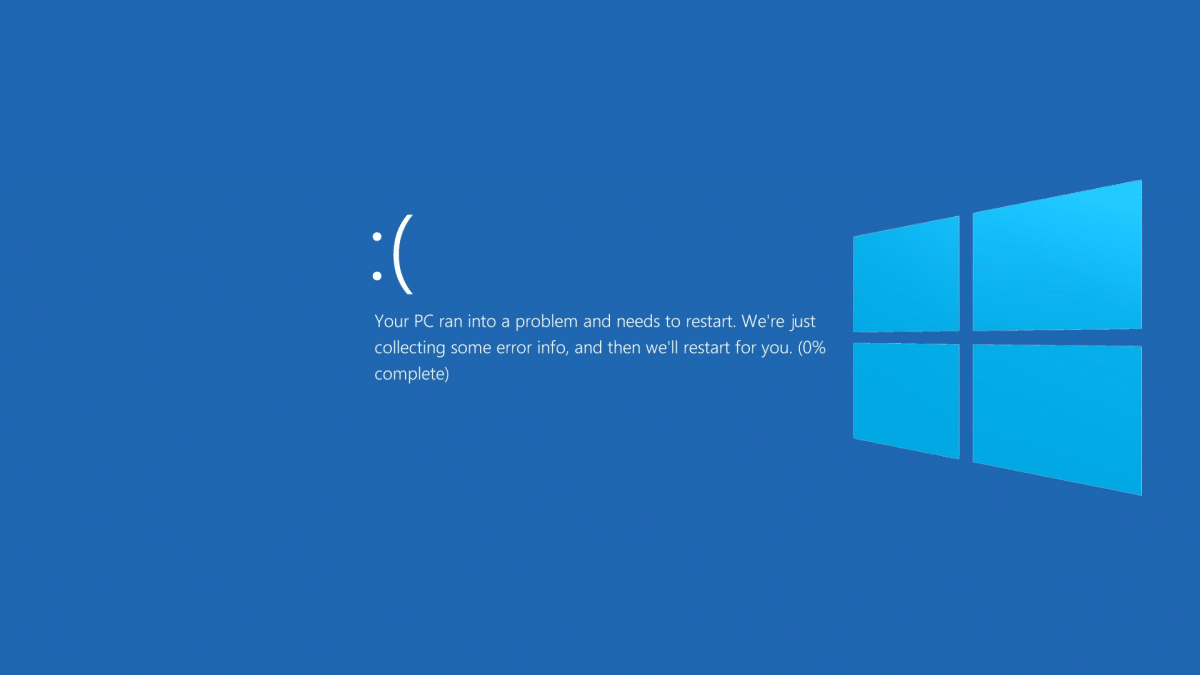 :(
Your PC ran into a problem and needs to restart. We're just
collecting some error info, and then we'll restart for you. (0%
complete)